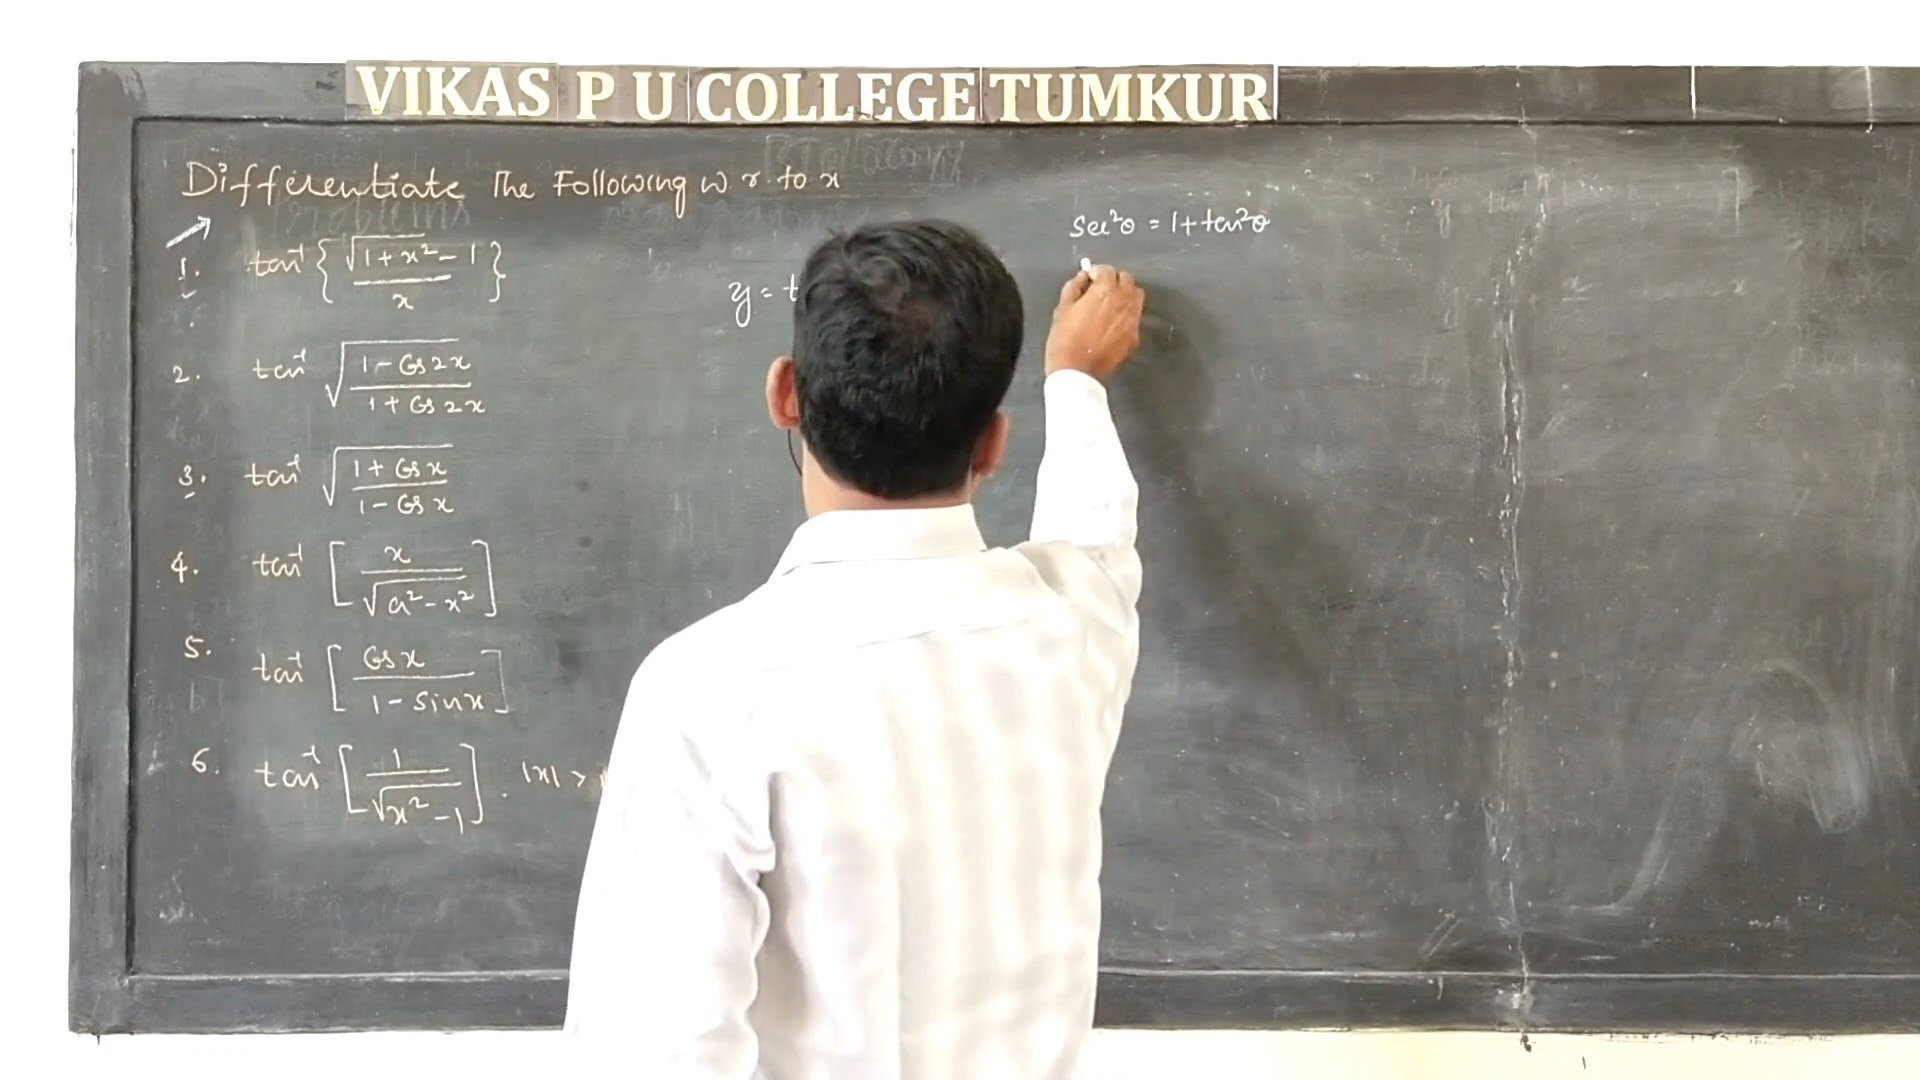 VIKAS P U COLLEGE TUMKUR
Differentiate The Following w.r.to x
1. tan⁻¹ { (√(1+x²) - 1) / x }
2. tan⁻¹ √((1 - Cos 2x) / (1 + Cos 2x))
3. tan⁻¹ √((1 + Cos x) / (1 - Cos x))
4. tan⁻¹ [ x / √(a² - x²) ]
5. tan⁻¹ [ Cos x / (1 - Sin x) ]
6. tan⁻¹ [ 1 / √(x² - 1) ]. |x| >
y = t
Sec²θ = 1 + tan²θ